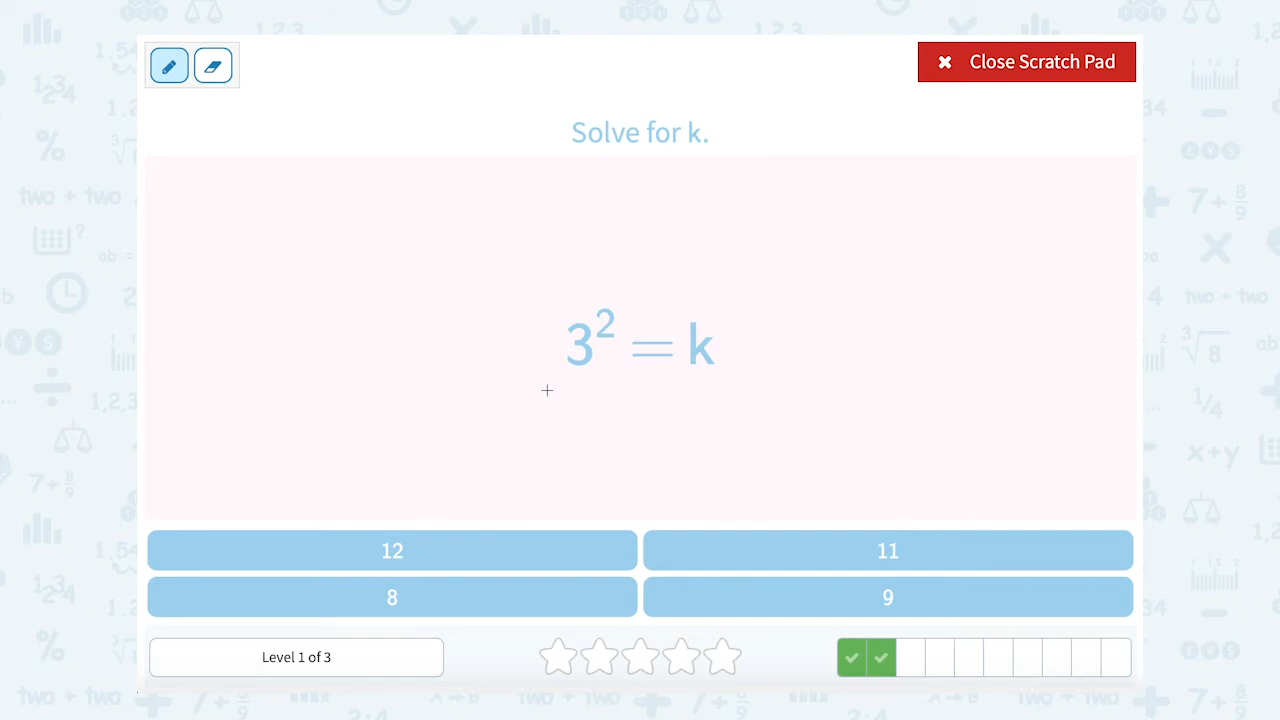 Close Scratch Pad
Solve for k.
3² = k
12
11
8
9
Level 1 of 3